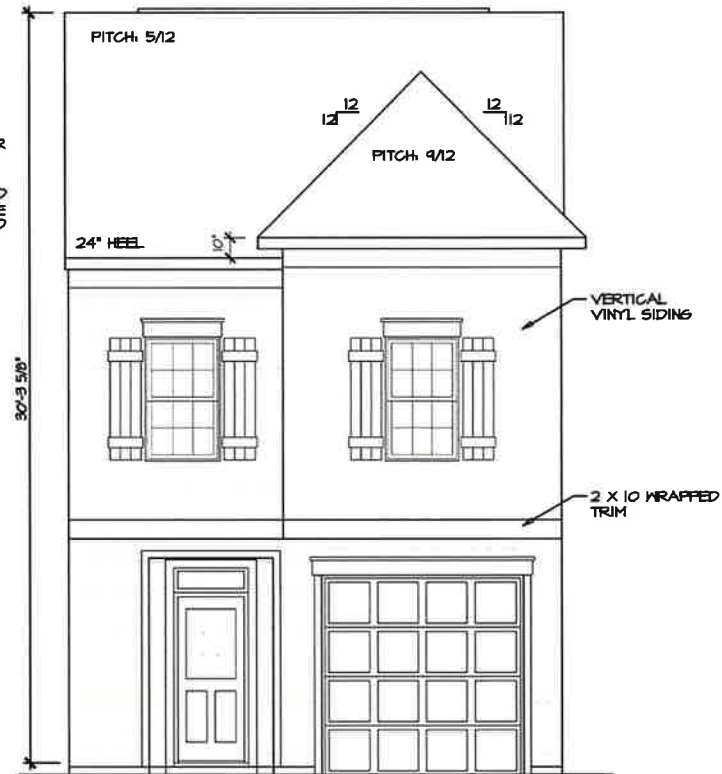 PITCH: 5/12
12
12
12
12
PITCH: 9/12
24" HEEL
10"
VERTICAL
VINYL SIDING
30'-3 5/8"
2 X 10 WRAPPED
TRIM